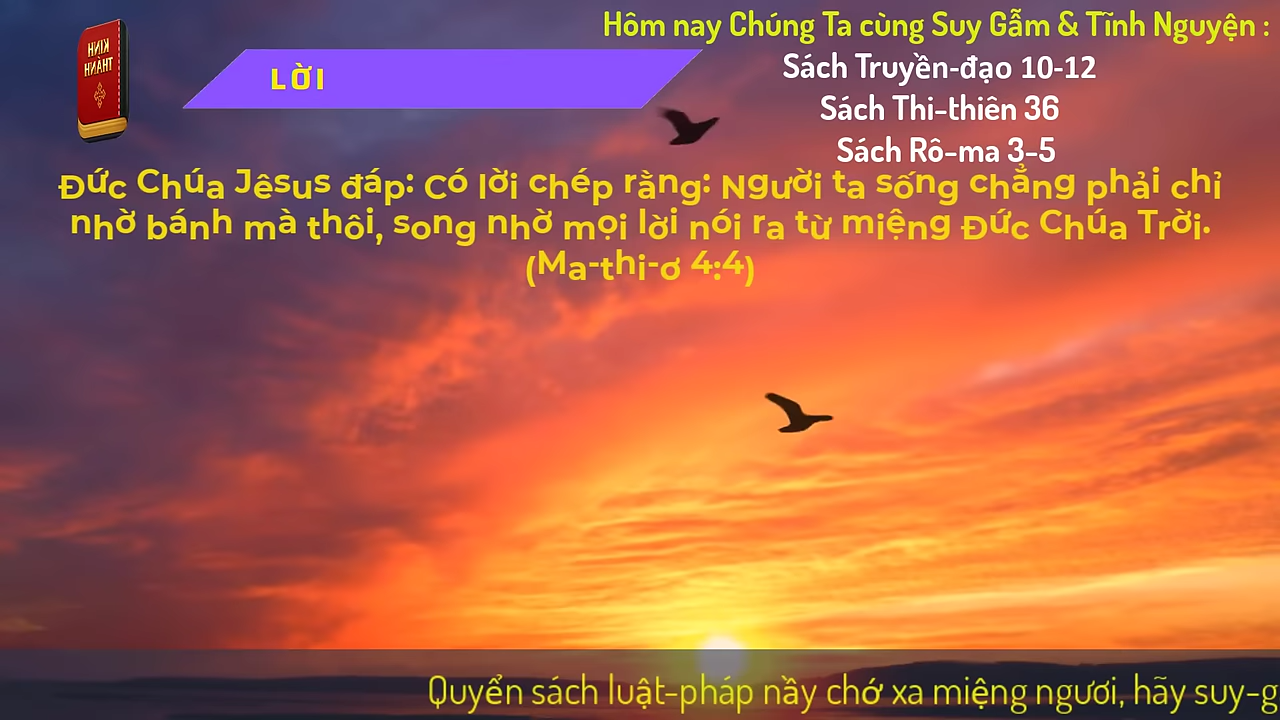 Hôm nay Chúng Ta cùng Suy Gẫm & Tĩnh Nguyện :
KINH
THÁNH
LỜI
Sách Truyền-đạo 10-12
Sách Thi-thiên 36
Sách Rô-ma 3-5
Đức Chúa Jêsus đáp: Có lời chép rằng: Người ta sống chẳng phải chỉ
nhờ bánh mà thôi, song nhờ mọi lời nói ra từ miệng Đức Chúa Trời.
(Ma-thi-ơ 4:4)
Quyển sách luật-pháp nầy chớ xa miệng ngươi, hãy suy-g